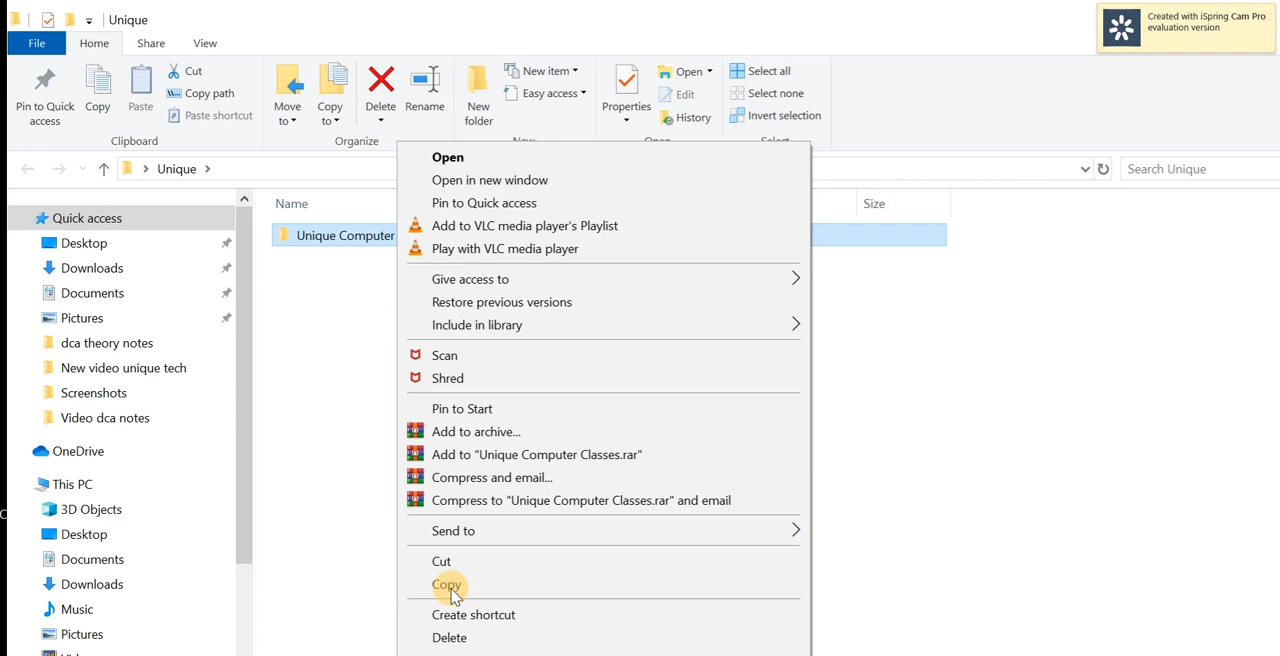 Unique
Created with iSpring Cam Pro
evaluation version
File
Home
Share
View
Pin to Quick
access
Copy
Paste
Cut
Copy path
Paste shortcut
Clipboard
Move
to
Copy
to
Delete
Rename
Organize
New
folder
New item
Easy access
Properties
Open
Edit
History
Select all
Select none
Invert selection
Unique
Search Unique
Name
Size
Unique Computer
Quick access
Desktop
Downloads
Documents
Pictures
dca theory notes
New video unique tech
Screenshots
Video dca notes
OneDrive
This PC
3D Objects
Desktop
Documents
Downloads
Music
Pictures
Open
Open in new window
Pin to Quick access
Add to VLC media player's Playlist
Play with VLC media player
Give access to
Restore previous versions
Include in library
Scan
Shred
Pin to Start
Add to archive...
Add to "Unique Computer Classes.rar"
Compress and email...
Compress to "Unique Computer Classes.rar" and email
Send to
Cut
Copy
Create shortcut
Delete